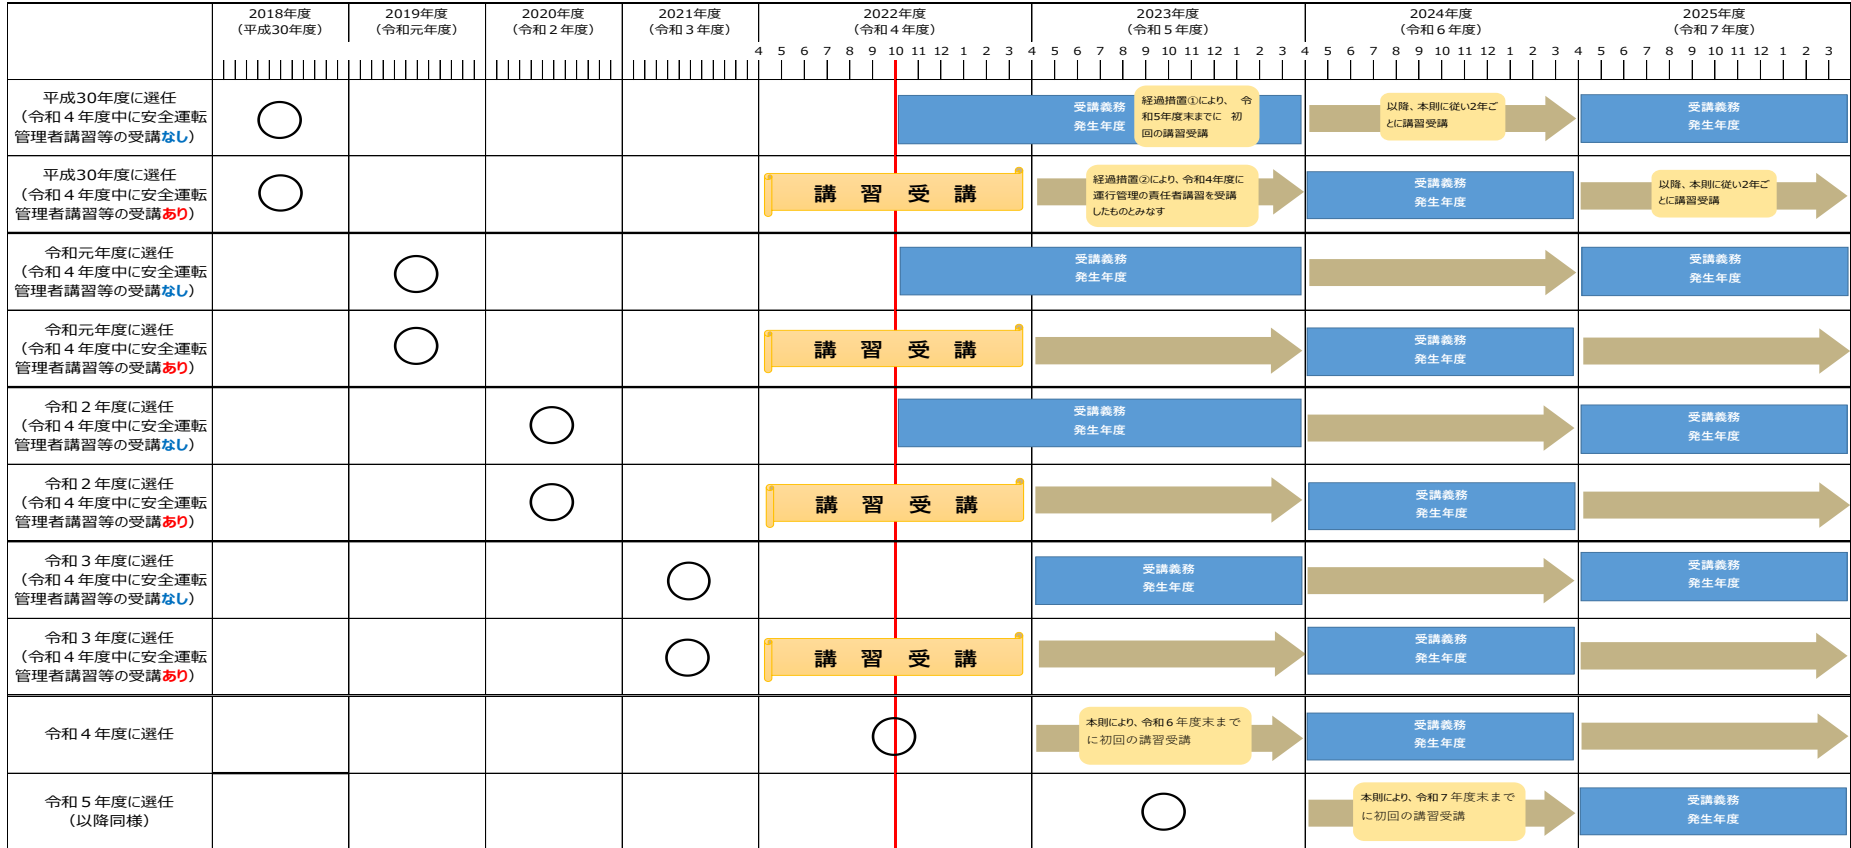 2018年度
（平成30年度）
2019年度
（令和元年度）
2020年度
（令和２年度）
2021年度
（令和３年度）
2022年度
（令和４年度）
2023年度
（令和５年度）
2024年度
（令和６年度）
2025年度
（令和７年度）
4 5 6 7 8 9 10 11 12 1 2 3 4 5 6 7 8 9 10 11 12 1 2 3 4 5 6 7 8 9 10 11 12 1 2 3 4 5 6 7 8 9 10 11 12 1 2 3
平成30年度に選任
（令和４年度中に安全運転
管理者講習等の受講なし）
受講義務
発生年度
経過措置①により、　令
和5年度末までに　初
回の講習受講
以降、本則に従い2年ご
とに講習受講
受講義務
発生年度
平成30年度に選任
（令和４年度中に安全運転
管理者講習等の受講あり）
講 習 受 講
経過措置②により、令和4年度に
運行管理の責任者講習を受講
したものとみなす
受講義務
発生年度
以降、本則に従い2年ご
とに講習受講
令和元年度に選任
（令和４年度中に安全運転
管理者講習等の受講なし）
受講義務
発生年度
受講義務
発生年度
令和元年度に選任
（令和４年度中に安全運転
管理者講習等の受講あり）
講 習 受 講
受講義務
発生年度
令和２年度に選任
（令和４年度中に安全運転
管理者講習等の受講なし）
受講義務
発生年度
受講義務
発生年度
令和２年度に選任
（令和４年度中に安全運転
管理者講習等の受講あり）
講 習 受 講
受講義務
発生年度
令和３年度に選任
（令和４年度中に安全運転
管理者講習等の受講なし）
受講義務
発生年度
受講義務
発生年度
令和３年度に選任
（令和４年度中に安全運転
管理者講習等の受講あり）
講 習 受 講
受講義務
発生年度
令和４年度に選任
本則により、令和６年度末まで
に初回の講習受講
受講義務
発生年度
令和５年度に選任
（以降同様）
本則により、令和７年度末まで
に初回の講習受講
受講義務
発生年度